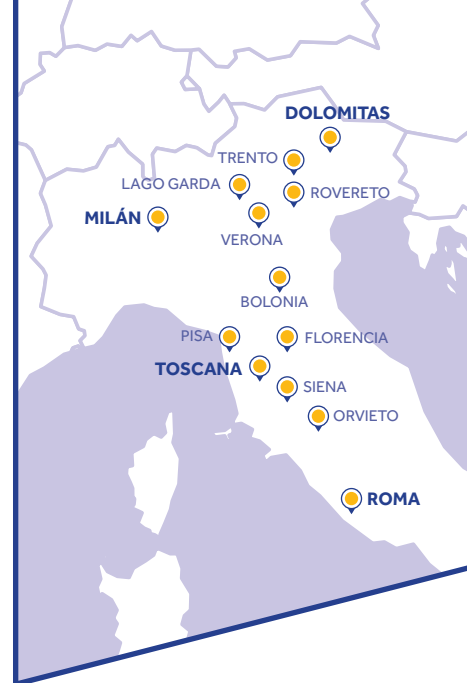 DOLOMITAS
TRENTO
LAGO GARDA
ROVERETO
MILÁN
VERONA
BOLONIA
PISA
FLORENCIA
TOSCANA
SIENA
ORVIETO
ROMA